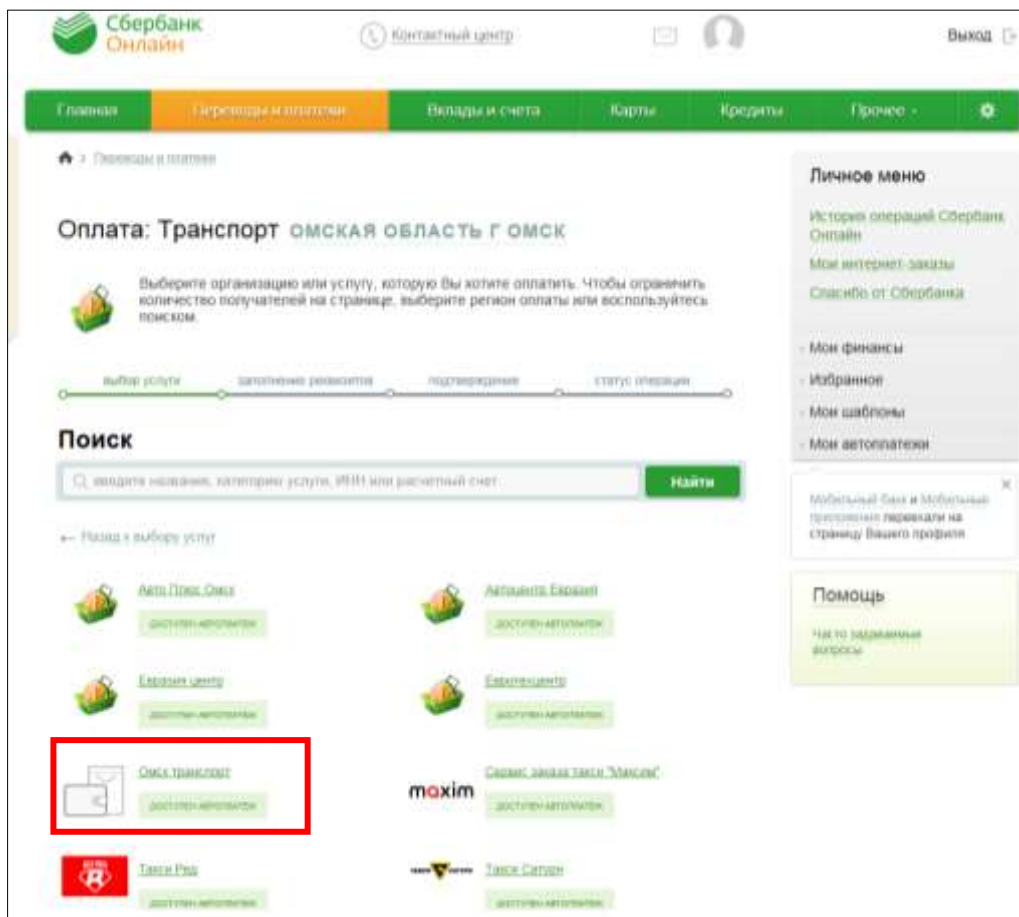 Сбербанк
Онлайн
Контактный центр
Выход
Главная
Переводы и платежи
Вклады и счета
Карты
Кредиты
Прочее
Переводы и платежи
Оплата: Транспорт ОМСКАЯ ОБЛАСТЬ Г ОМСК
Выберите организацию или услугу, которую Вы хотите оплатить. Чтобы ограничить
количество получателей на странице, выберите регион оплаты или воспользуйтесь
поиском.
выбор услуги
заполнение реквизитов
подтверждение
статус операции
Поиск
введите название, категорию услуги, ИНН или расчетный счет
Найти
← Назад к выбору услуг
Авто Плюс Омск
ДОСТУПЕН АВТОПЛАТЕЖ
Автоцентр Евразия
ДОСТУПЕН АВТОПЛАТЕЖ
Евразия центр
ДОСТУПЕН АВТОПЛАТЕЖ
Евротехцентр
ДОСТУПЕН АВТОПЛАТЕЖ
Омск транспорт
ДОСТУПЕН АВТОПЛАТЕЖ
maxim
Сервис заказа такси "Максим"
ДОСТУПЕН АВТОПЛАТЕЖ
Такси Ред
ДОСТУПЕН АВТОПЛАТЕЖ
Такси Сатурн
ДОСТУПЕН АВТОПЛАТЕЖ
Личное меню
История операций Сбербанк
Онлайн
Мои интернет-заказы
Спасибо от Сбербанка
Мои финансы
Избранное
Мои шаблоны
Мои автоплатежи
Мобильный банк и Мобильные
приложения переехали на
страницу Вашего профиля
Помощь
Часто задаваемые
вопросы